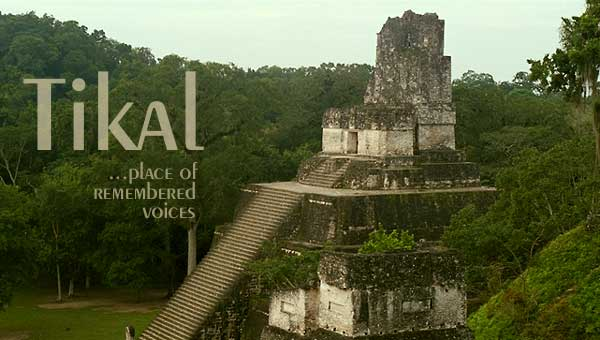 Tikal
...place of
remembered
voices